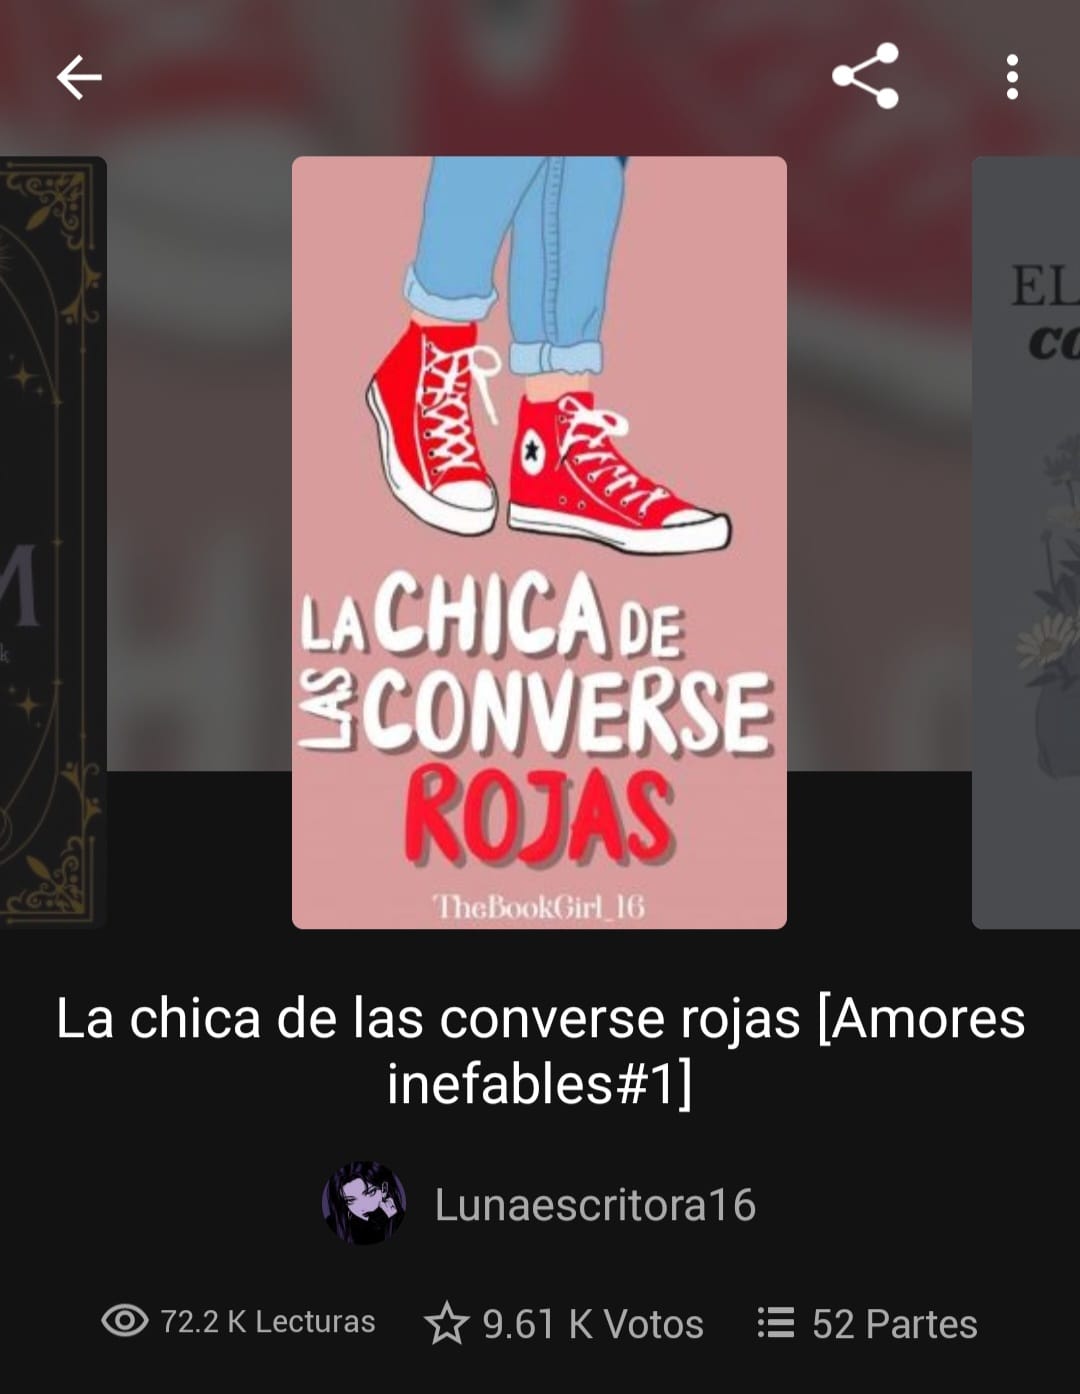 EL
LA CHICA DE
LAS CONVERSE
ROJAS
TheBookGirl_16
La chica de las converse rojas [Amores
inefables#1]
Lunaescritora16
72.2 K Lecturas
9.61 K Votos
52 Partes